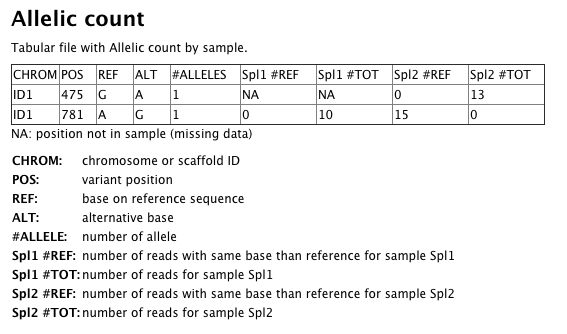 Allelic count
Tabular file with Allelic count by sample.
CHROM POS REF ALT #ALLELES Spl1 #REF Spl1 #TOT Spl2 #REF Spl2 #TOT
ID1 475 G A 1 NA NA 0 13
ID1 781 A G 1 0 10 15 0
NA: position not in sample (missing data)
CHROM: chromosome or scaffold ID
POS: variant position
REF: base on reference sequence
ALT: alternative base
#ALLELE: number of allele
Spl1 #REF: number of reads with same base than reference for sample Spl1
Spl1 #TOT: number of reads for sample Spl1
Spl2 #REF: number of reads with same base than reference for sample Spl2
Spl2 #TOT: number of reads for sample Spl2